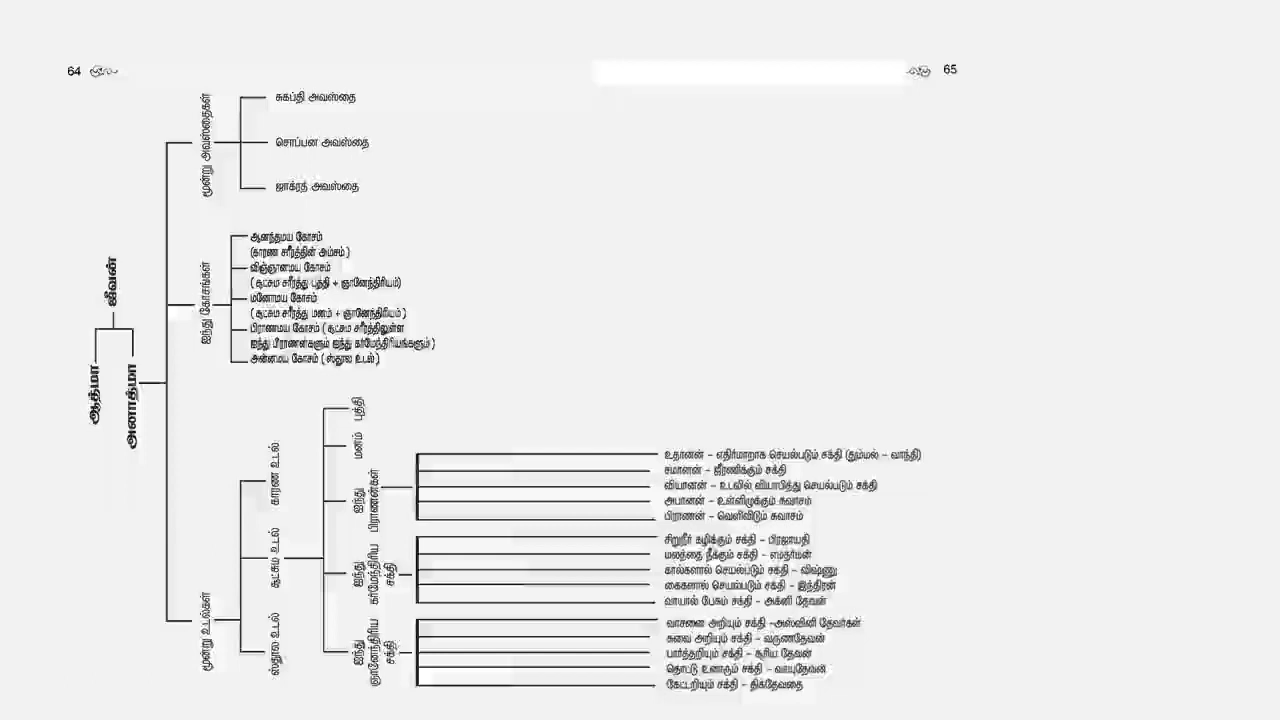 64
65
ஜீவன்
ஆத்மா
அனாத்மா
மூன்று அவஸ்தைகள்
சுசுப்தி அவஸ்தை
சொப்பன அவஸ்தை
ஜாக்ரத் அவஸ்தை
ஐந்து கோசங்கள்
ஆனந்தமய கோசம்
(காரண சரீரத்தின் அம்சம் )
விஞ்ஞானமய கோசம்
( சூட்சும சரீரத்து புத்தி + ஞானேந்திரியம்)
மனோமய கோசம்
( சூட்சும சரீரத்து மனம் + ஞானேந்திரியம் )
பிராணமய கோசம் ( சூட்சும சரீரத்திலுள்ள
ஐந்து பிராணன்களும் ஐந்து கர்மேந்திரியங்களும் )
அன்னமய கோசம் ( ஸ்தூல உடல் )
மூன்று உடல்கள்
காரண உடல்
சூட்சும உடல்
ஸ்தூல உடல்
புத்தி
மனம்
ஐந்து
பிராணன்கள்
உதானன் – எதிர்மாறாக செயல்படும் சக்தி (தும்மல் – வாந்தி)
சமானன் – ஜீரணிக்கும் சக்தி
வியானன் – உடலில் வியாபித்து செயல்படும் சக்தி
அபானன் – உள்ளிழுக்கும் சுவாசம்
பிராணன் – வெளிவிடும் சுவாசம்
ஐந்து
கர்மேந்திரிய
சக்தி
சிறுநீர் கழிக்கும் சக்தி – பிரஜாபதி
மலத்தை நீக்கும் சக்தி – எமதர்மன்
கால்களால் செயல்படும் சக்தி – விஷ்ணு
கைகளால் செயல்படும் சக்தி – இந்திரன்
வாயால் பேசும் சக்தி – அக்னி தேவன்
ஐந்து
ஞானேந்திரிய
சக்தி
வாசனை அறியும் சக்தி -அஸ்வினி தேவர்கள்
சுவை அறியும் சக்தி – வருணதேவன்
பார்த்தறியும் சக்தி – சூரிய தேவன்
தொட்டு உணரும் சக்தி – வாயுதேவன்
கேட்டறியும் சக்தி – திக்தேவதை